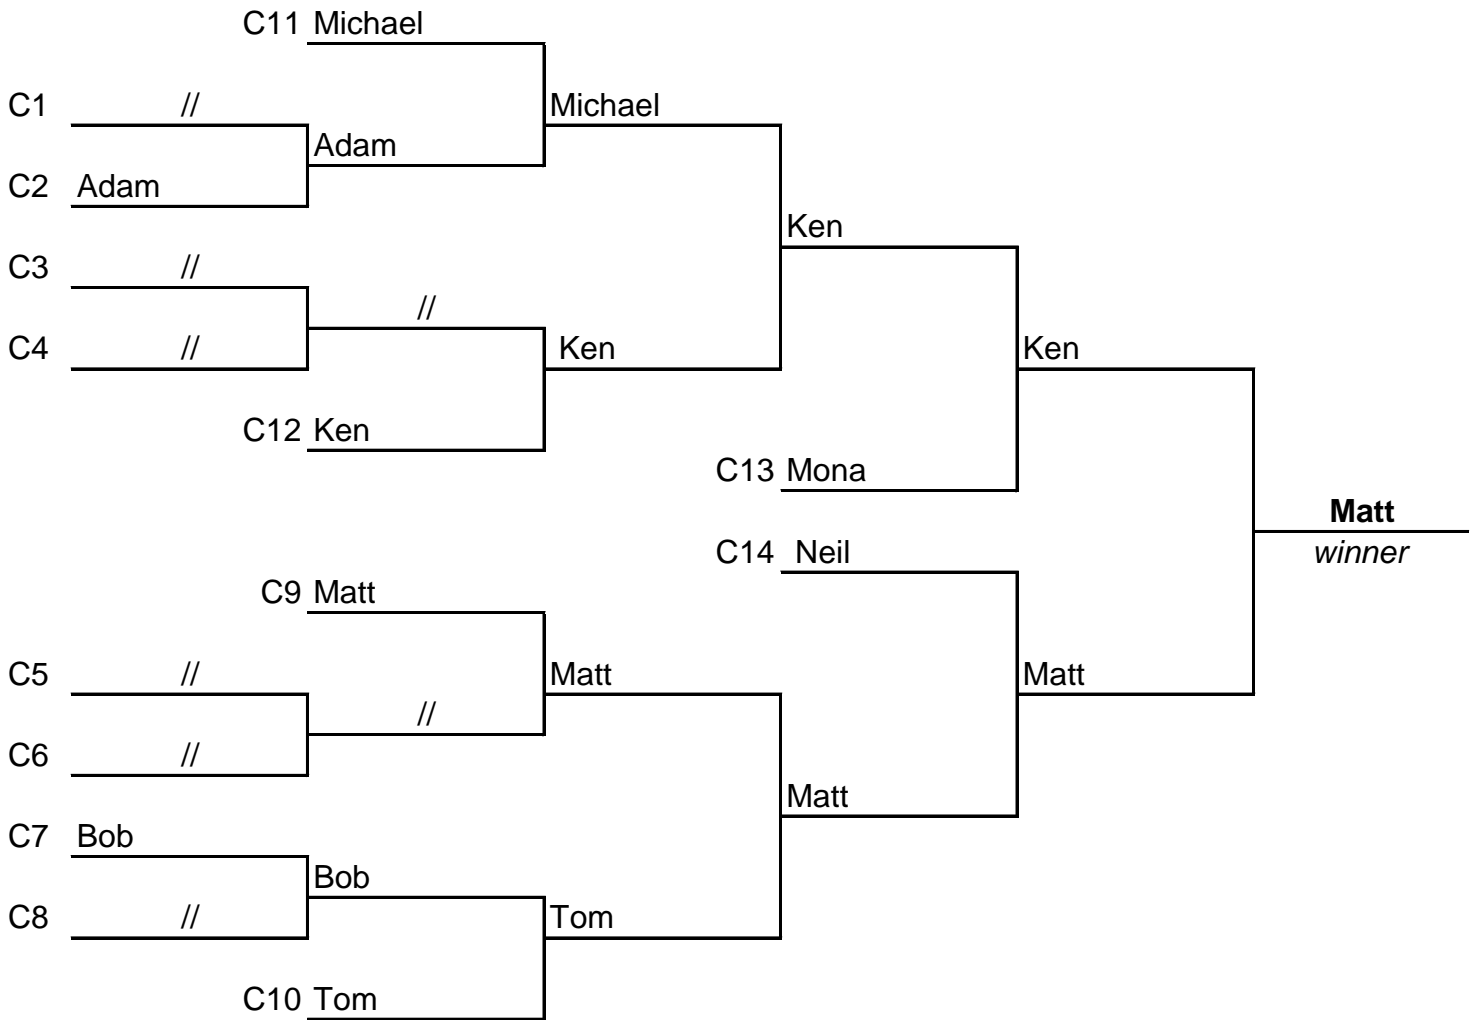 C11 Michael
C1 // Michael
Adam
C2 Adam
Ken
C3 //
//
C4 // Ken Ken
C12 Ken
C13 Mona
Matt
C14 Neil winner
C9 Matt
C5 // Matt Matt
//
C6 //
Matt
C7 Bob
Bob
C8 // Tom
C10 Tom